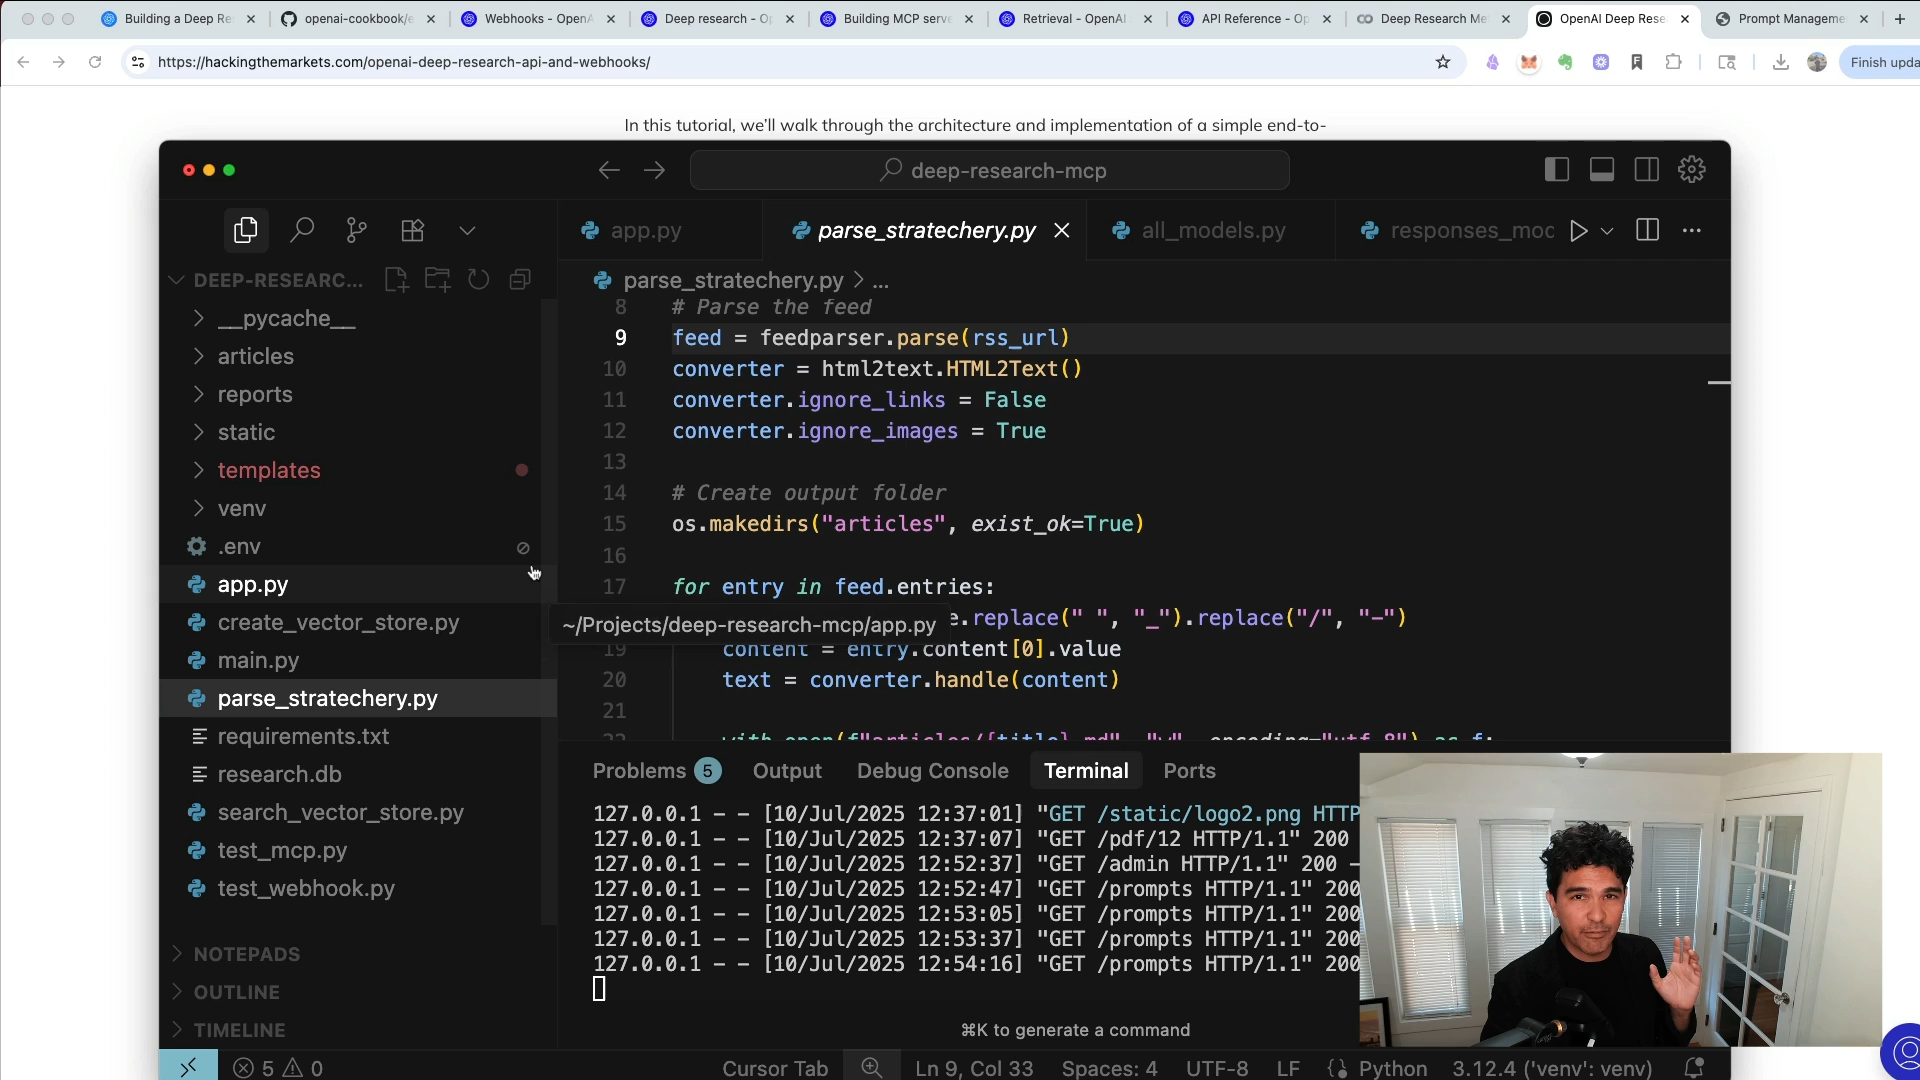 Building a Deep Re
openai-cookbook/e
Webhooks - OpenA
Deep research - Op
Building MCP serve
Retrieval - OpenAI
API Reference - Op
Deep Research Me
OpenAI Deep Rese
Prompt Manageme
https://hackingthemarkets.com/openai-deep-research-api-and-webhooks/
Finish upda
In this tutorial, we'll walk through the architecture and implementation of a simple end-to-
deep-research-mcp
app.py
parse_stratechery.py
all_models.py
responses_moc
DEEP-RESEARC...
__pycache__
articles
reports
static
templates
venv
.env
app.py
create_vector_store.py
main.py
parse_stratechery.py
requirements.txt
research.db
search_vector_store.py
test_mcp.py
test_webhook.py
NOTEPADS
OUTLINE
TIMELINE
parse_stratechery.py > ...
8 # Parse the feed
9 feed = feedparser.parse(rss_url)
10 converter = html2text.HTML2Text()
11 converter.ignore_links = False
12 converter.ignore_images = True
13
14 # Create output folder
15 os.makedirs("articles", exist_ok=True)
16
17 for entry in feed.entries:
e.replace(" ", "_").replace("/", "-")
~/Projects/deep-research-mcp/app.py
19 content = entry.content[0].value
20 text = converter.handle(content)
21
22 with open(f"articles/{title}.md", "w", encoding="utf-8") as f:
Problems 5 Output Debug Console Terminal Ports
127.0.0.1 - - [10/Jul/2025 12:37:01] "GET /static/logo2.png HTTP
127.0.0.1 - - [10/Jul/2025 12:37:07] "GET /pdf/12 HTTP/1.1" 200
127.0.0.1 - - [10/Jul/2025 12:52:37] "GET /admin HTTP/1.1" 200 -
127.0.0.1 - - [10/Jul/2025 12:52:47] "GET /prompts HTTP/1.1" 200
127.0.0.1 - - [10/Jul/2025 12:53:05] "GET /prompts HTTP/1.1" 200
127.0.0.1 - - [10/Jul/2025 12:53:37] "GET /prompts HTTP/1.1" 200
127.0.0.1 - - [10/Jul/2025 12:54:16] "GET /prompts HTTP/1.1" 200
⌘K to generate a command
5 0 Cursor Tab Ln 9, Col 33 Spaces: 4 UTF-8 LF Python 3.12.4 ('venv': venv)